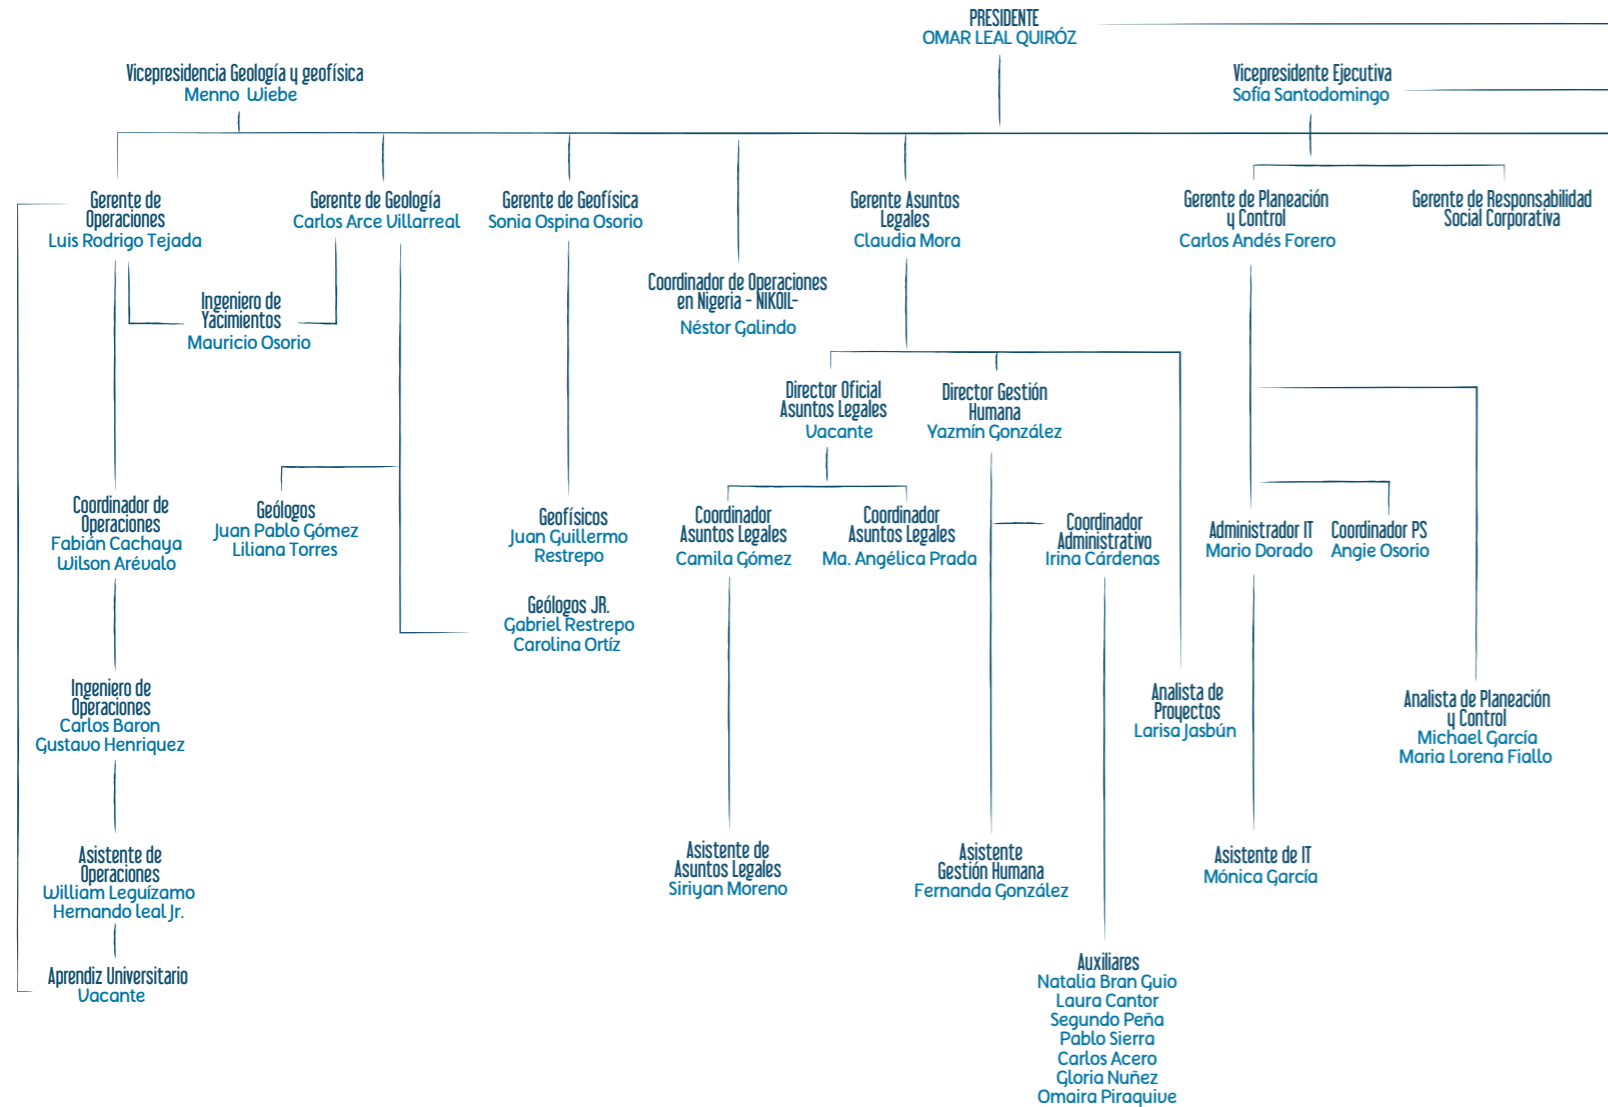 PRESIDENTE
OMAR LEAL QUIRÓZ
Vicepresidencia Geología y geofísica
Menno Wiebe
Vicepresidente Ejecutiva
Sofía Santodomingo
Gerente de
Operaciones
Luis Rodrigo Tejada
Gerente de Geología
Carlos Arce Villarreal
Gerente de Geofísica
Sonia Ospina Osorio
Gerente Asuntos
Legales
Claudia Mora
Gerente de Planeación
y Control
Carlos Andés Forero
Gerente de Responsabilidad
Social Corporativa
Ingeniero de
Yacimientos
Mauricio Osorio
Coordinador de Operaciones
en Nigeria - NIKOIL-
Néstor Galindo
Director Oficial
Asuntos Legales
Vacante
Director Gestión
Humana
Yazmín González
Coordinador de
Operaciones
Fabián Cachaya
Wilson Arévalo
Geólogos
Juan Pablo Gómez
Liliana Torres
Geofísicos
Juan Guillermo
Restrepo
Coordinador
Asuntos Legales
Camila Gómez
Coordinador
Asuntos Legales
Ma. Angélica Prada
Coordinador
Administrativo
Irina Cárdenas
Administrador IT
Mario Dorado
Coordinador PS
Angie Osorio
Geólogos JR.
Gabriel Restrepo
Carolina Ortíz
Ingeniero de
Operaciones
Carlos Baron
Gustavo Henriquez
Analista de
Proyectos
Larisa Jasbún
Analista de Planeación
y Control
Michael García
Maria Lorena Fiallo
Asistente de
Operaciones
William Leguízamo
Hernando leal Jr.
Asistente de
Asuntos Legales
Siriyan Moreno
Asistente
Gestión Humana
Fernanda González
Asistente de IT
Mónica García
Aprendiz Universitario
Vacante
Auxiliares
Natalia Bran Guio
Laura Cantor
Segundo Peña
Pablo Sierra
Carlos Acero
Gloria Nuñez
Omaira Piraquive